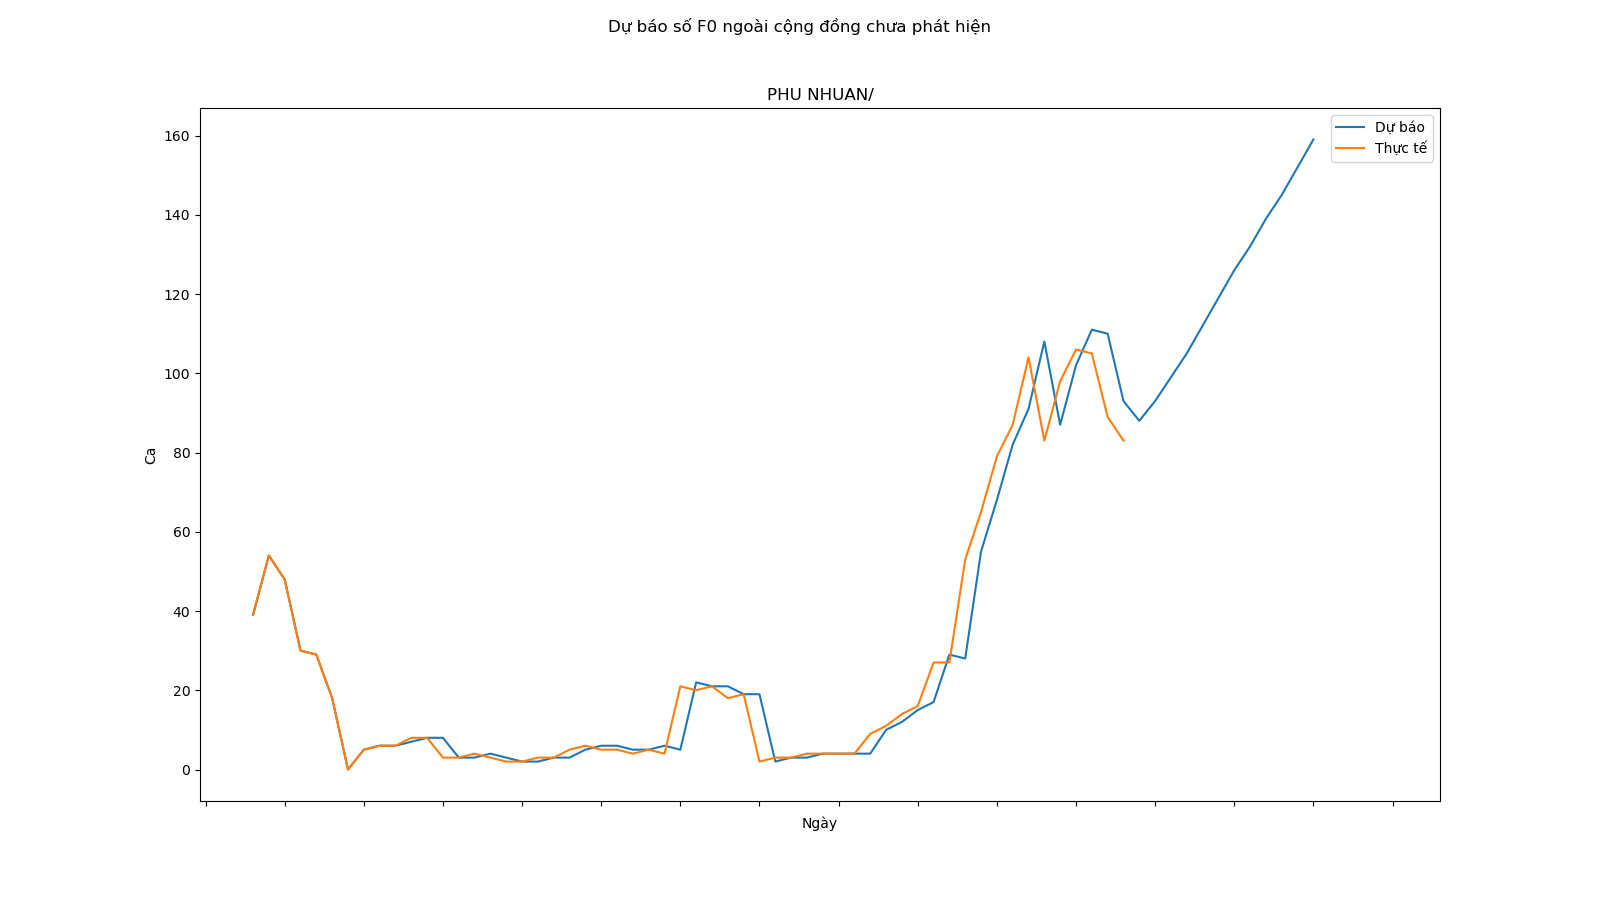 Dự báo số F0 ngoài cộng đồng chưa phát hiện
PHU NHUAN/
Dự báo
Thực tế
160
140
120
100
80
60
40
20
0
Ca
Ngày